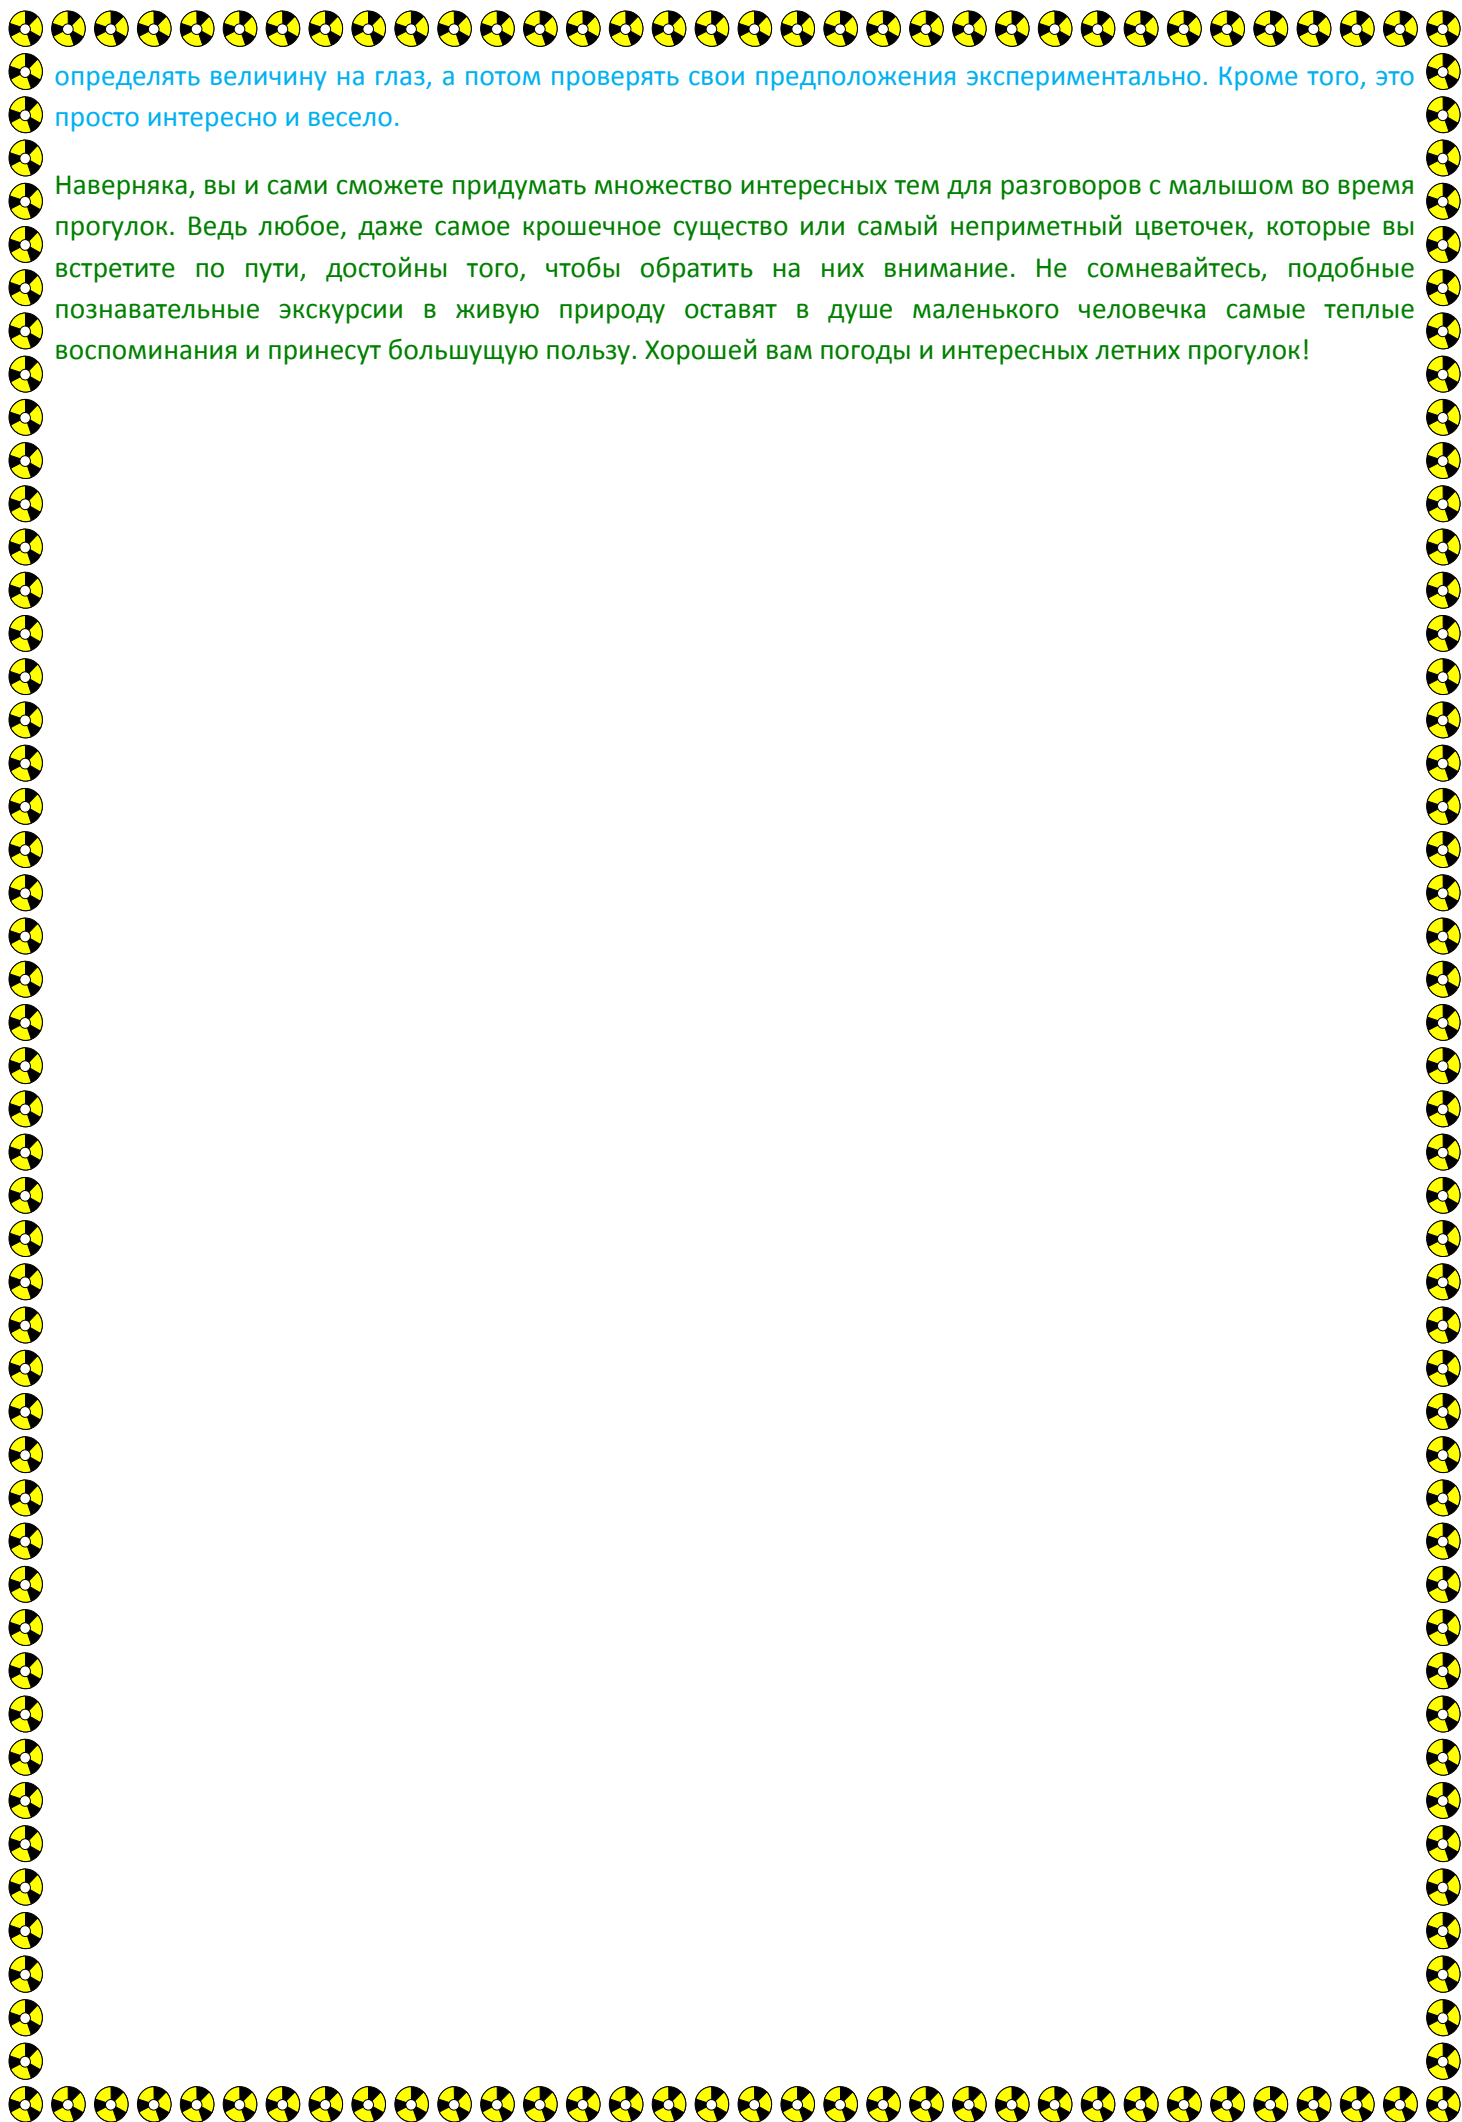 определять величину на глаз, а потом проверять свои предположения экспериментально. Кроме того, это
просто интересно и весело.
Наверняка, вы и сами сможете придумать множество интересных тем для разговоров с малышом во время
прогулок. Ведь любое, даже самое крошечное существо или самый неприметный цветочек, которые вы
встретите по пути, достойны того, чтобы обратить на них внимание. Не сомневайтесь, подобные
познавательные экскурсии в живую природу оставят в душе маленького человечка самые теплые
воспоминания и принесут большущую пользу. Хорошей вам погоды и интересных летних прогулок!